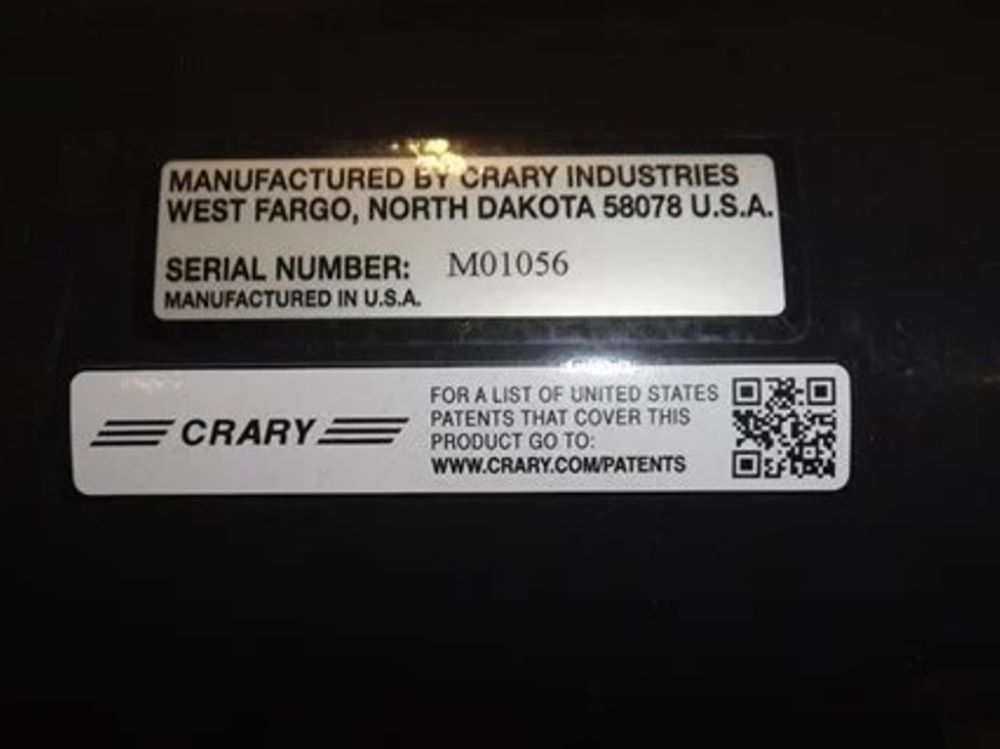 MANUFACTURED BY CRARY INDUSTRIES
WEST FARGO, NORTH DAKOTA 58078 U.S.A.
SERIAL NUMBER: M01056
MANUFACTURED IN U.S.A.
CRARY
FOR A LIST OF UNITED STATES
PATENTS THAT COVER THIS
PRODUCT GO TO:
WWW.CRARY.COM/PATENTS